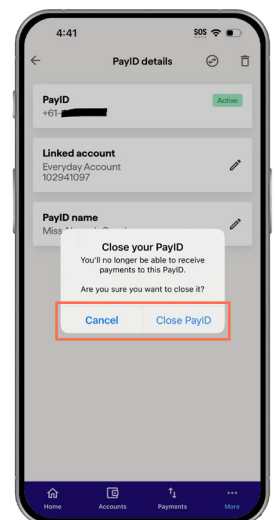 4:41
SOS
PayID details
PayID
Active
+61-
Linked account
Everyday Account
102941097
PayID name
Miss
Close your PayID
You'll no longer be able to receive
payments to this PayID.
Are you sure you want to close it?
Cancel
Close PayID
Home
Accounts
Payments
More